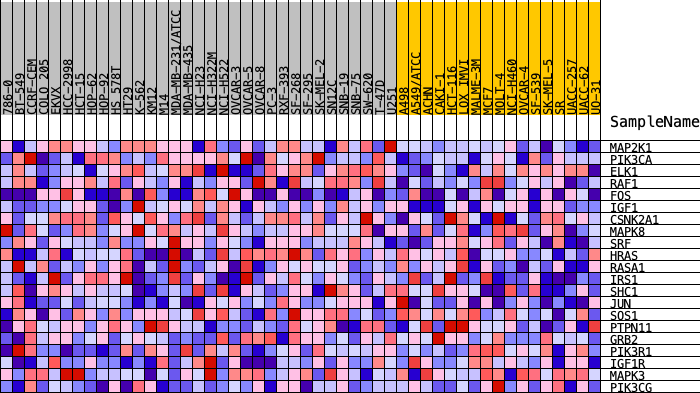 786-0
BT-549
CCRF-CEM
COLO 205
EKVX
HCC-2998
HCT-15
HOP-62
HOP-92
HS 578T
HT29
K-562
KM12
M14
MDA-MB-231/ATCC
MDA-MB-435
NCI-H23
NCI-H322M
NCI-H522
OVCAR-3
OVCAR-5
OVCAR-8
PC-3
RXF-393
SF-268
SF-295
SK-MEL-2
SN12C
SNB-19
SNB-75
SW-620
T-47D
U251
A498
A549/ATCC
ACHN
CAKI-1
HCT-116
LOX IMVI
MALME-3M
MCF7
MOLT-4
NCI-H460
OVCAR-4
SF-539
SK-MEL-5
SR
UACC-257
UACC-62
UO-31
SampleName
MAP2K1
PIK3CA
ELK1
RAF1
FOS
IGF1
CSNK2A1
MAPK8
SRF
HRAS
RASA1
IRS1
SHC1
JUN
SOS1
PTPN11
GRB2
PIK3R1
IGF1R
MAPK3
PIK3CG